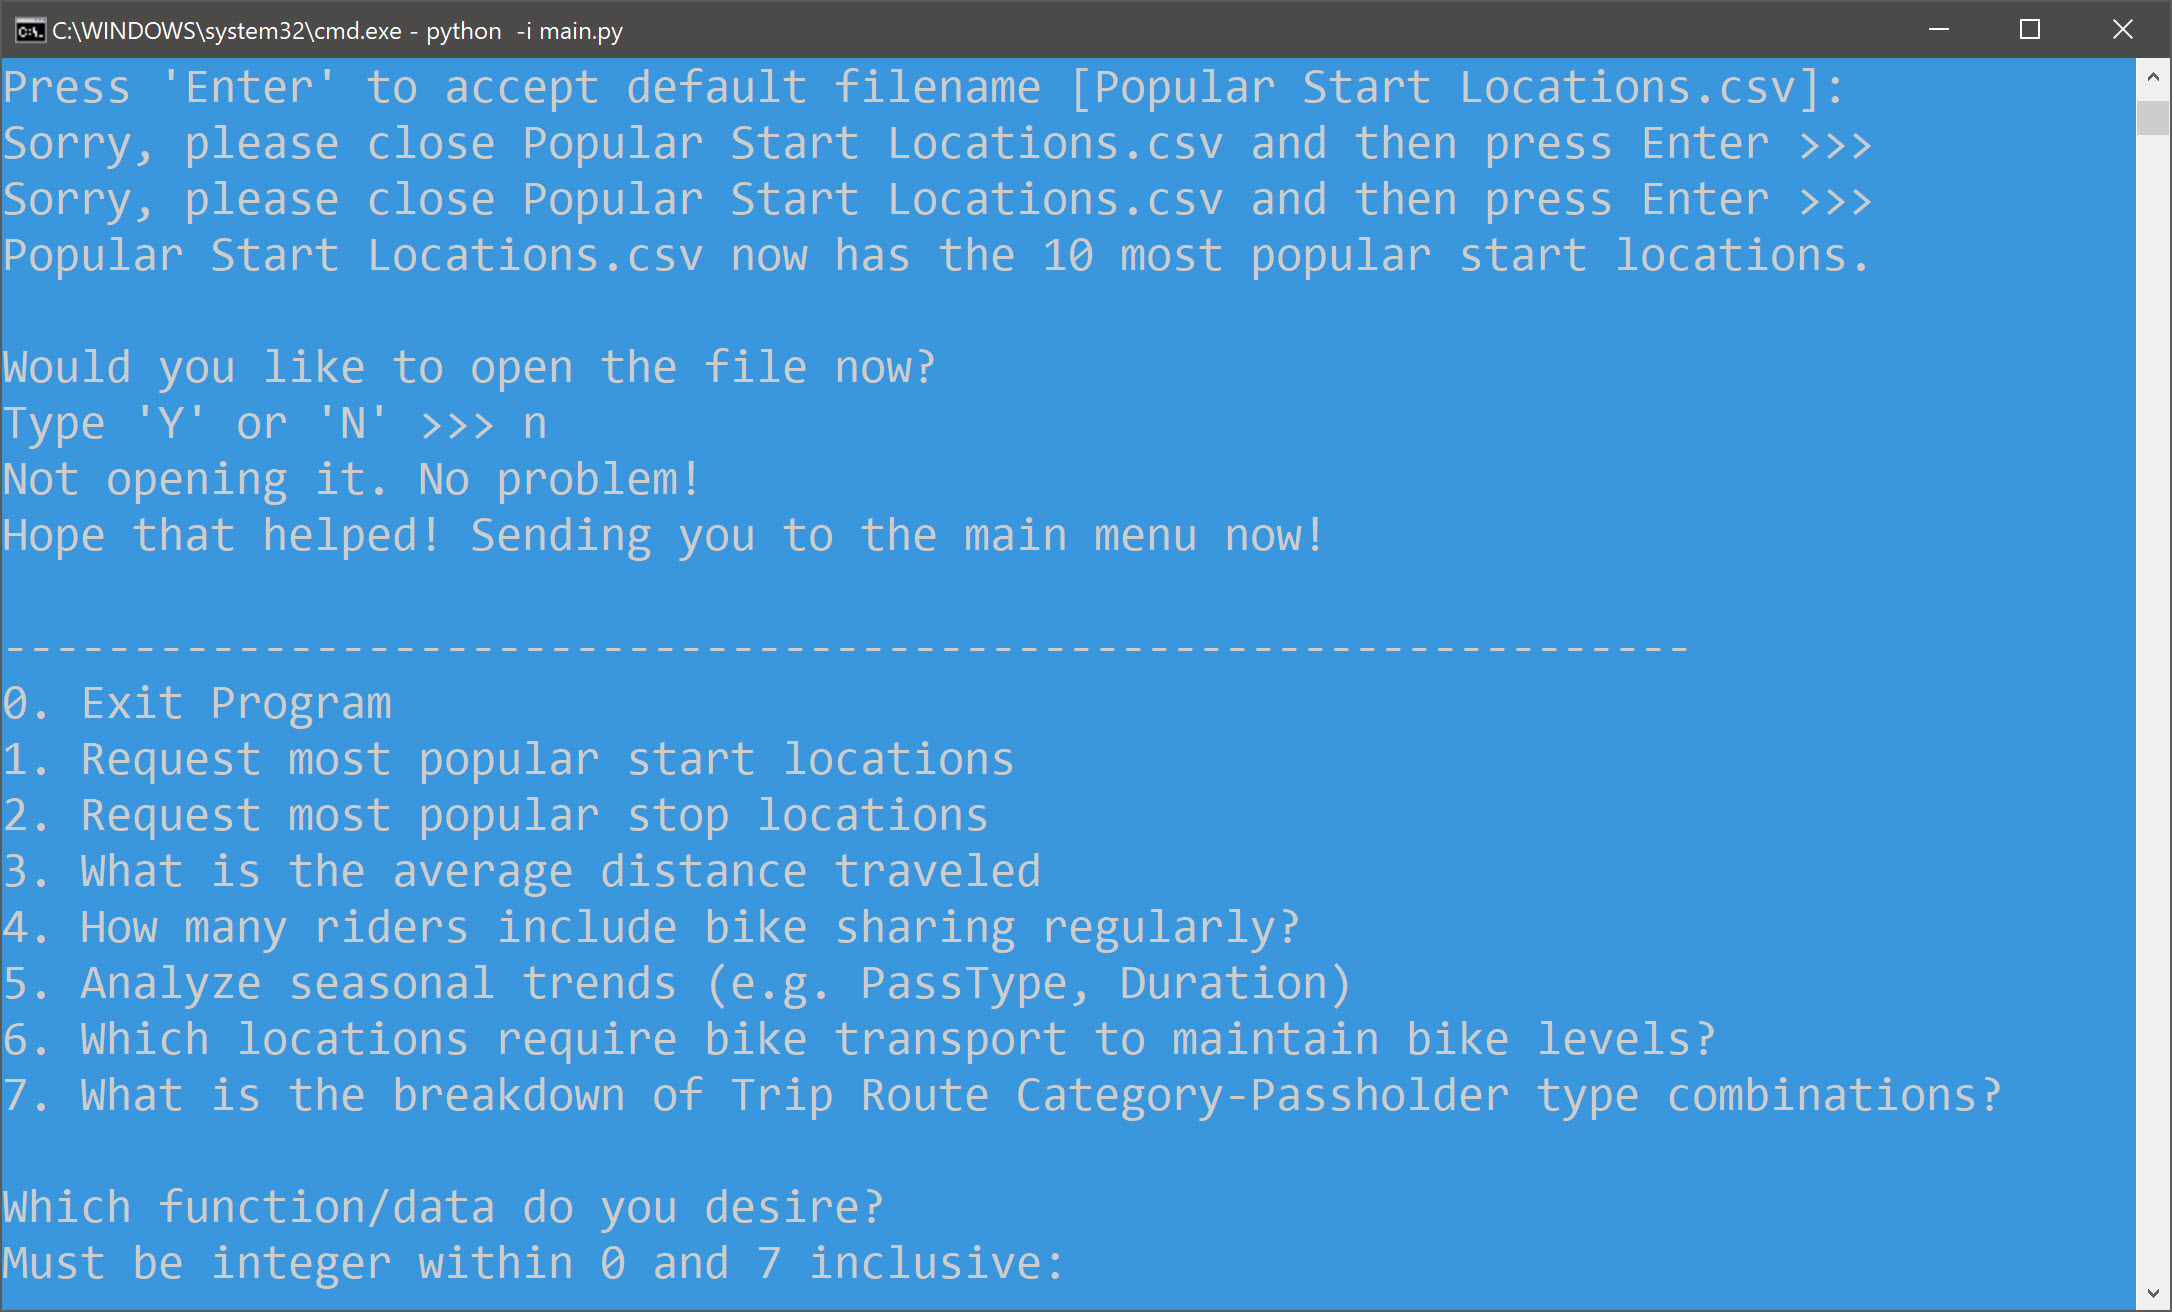 C:\WINDOWS\system32\cmd.exe - python  -i main.py
Press 'Enter' to accept default filename [Popular Start Locations.csv]:
Sorry, please close Popular Start Locations.csv and then press Enter >>>
Sorry, please close Popular Start Locations.csv and then press Enter >>>
Popular Start Locations.csv now has the 10 most popular start locations.
Would you like to open the file now?
Type 'Y' or 'N' >>> n
Not opening it. No problem!
Hope that helped! Sending you to the main menu now!
-----------------------------------------------------------------
0. Exit Program
1. Request most popular start locations
2. Request most popular stop locations
3. What is the average distance traveled
4. How many riders include bike sharing regularly?
5. Analyze seasonal trends (e.g. PassType, Duration)
6. Which locations require bike transport to maintain bike levels?
7. What is the breakdown of Trip Route Category-Passholder type combinations?
Which function/data do you desire?
Must be integer within 0 and 7 inclusive: